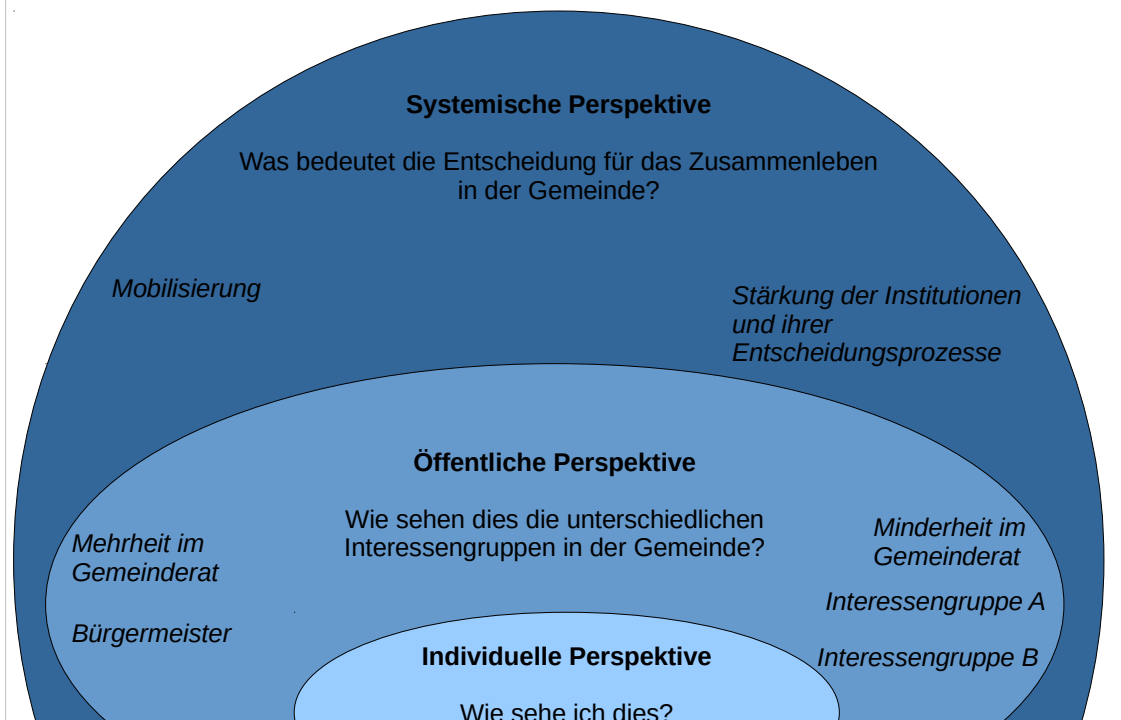 Systemische Perspektive
Was bedeutet die Entscheidung für das Zusammenleben
in der Gemeinde?
Mobilisierung
Stärkung der Institutionen
und ihrer
Entscheidungsprozesse
Öffentliche Perspektive
Wie sehen dies die unterschiedlichen
Interessengruppen in der Gemeinde?
Mehrheit im
Gemeinderat
Bürgermeister
Minderheit im
Gemeinderat
Interessengruppe A
Interessengruppe B
Individuelle Perspektive
Wie sehe ich dies?